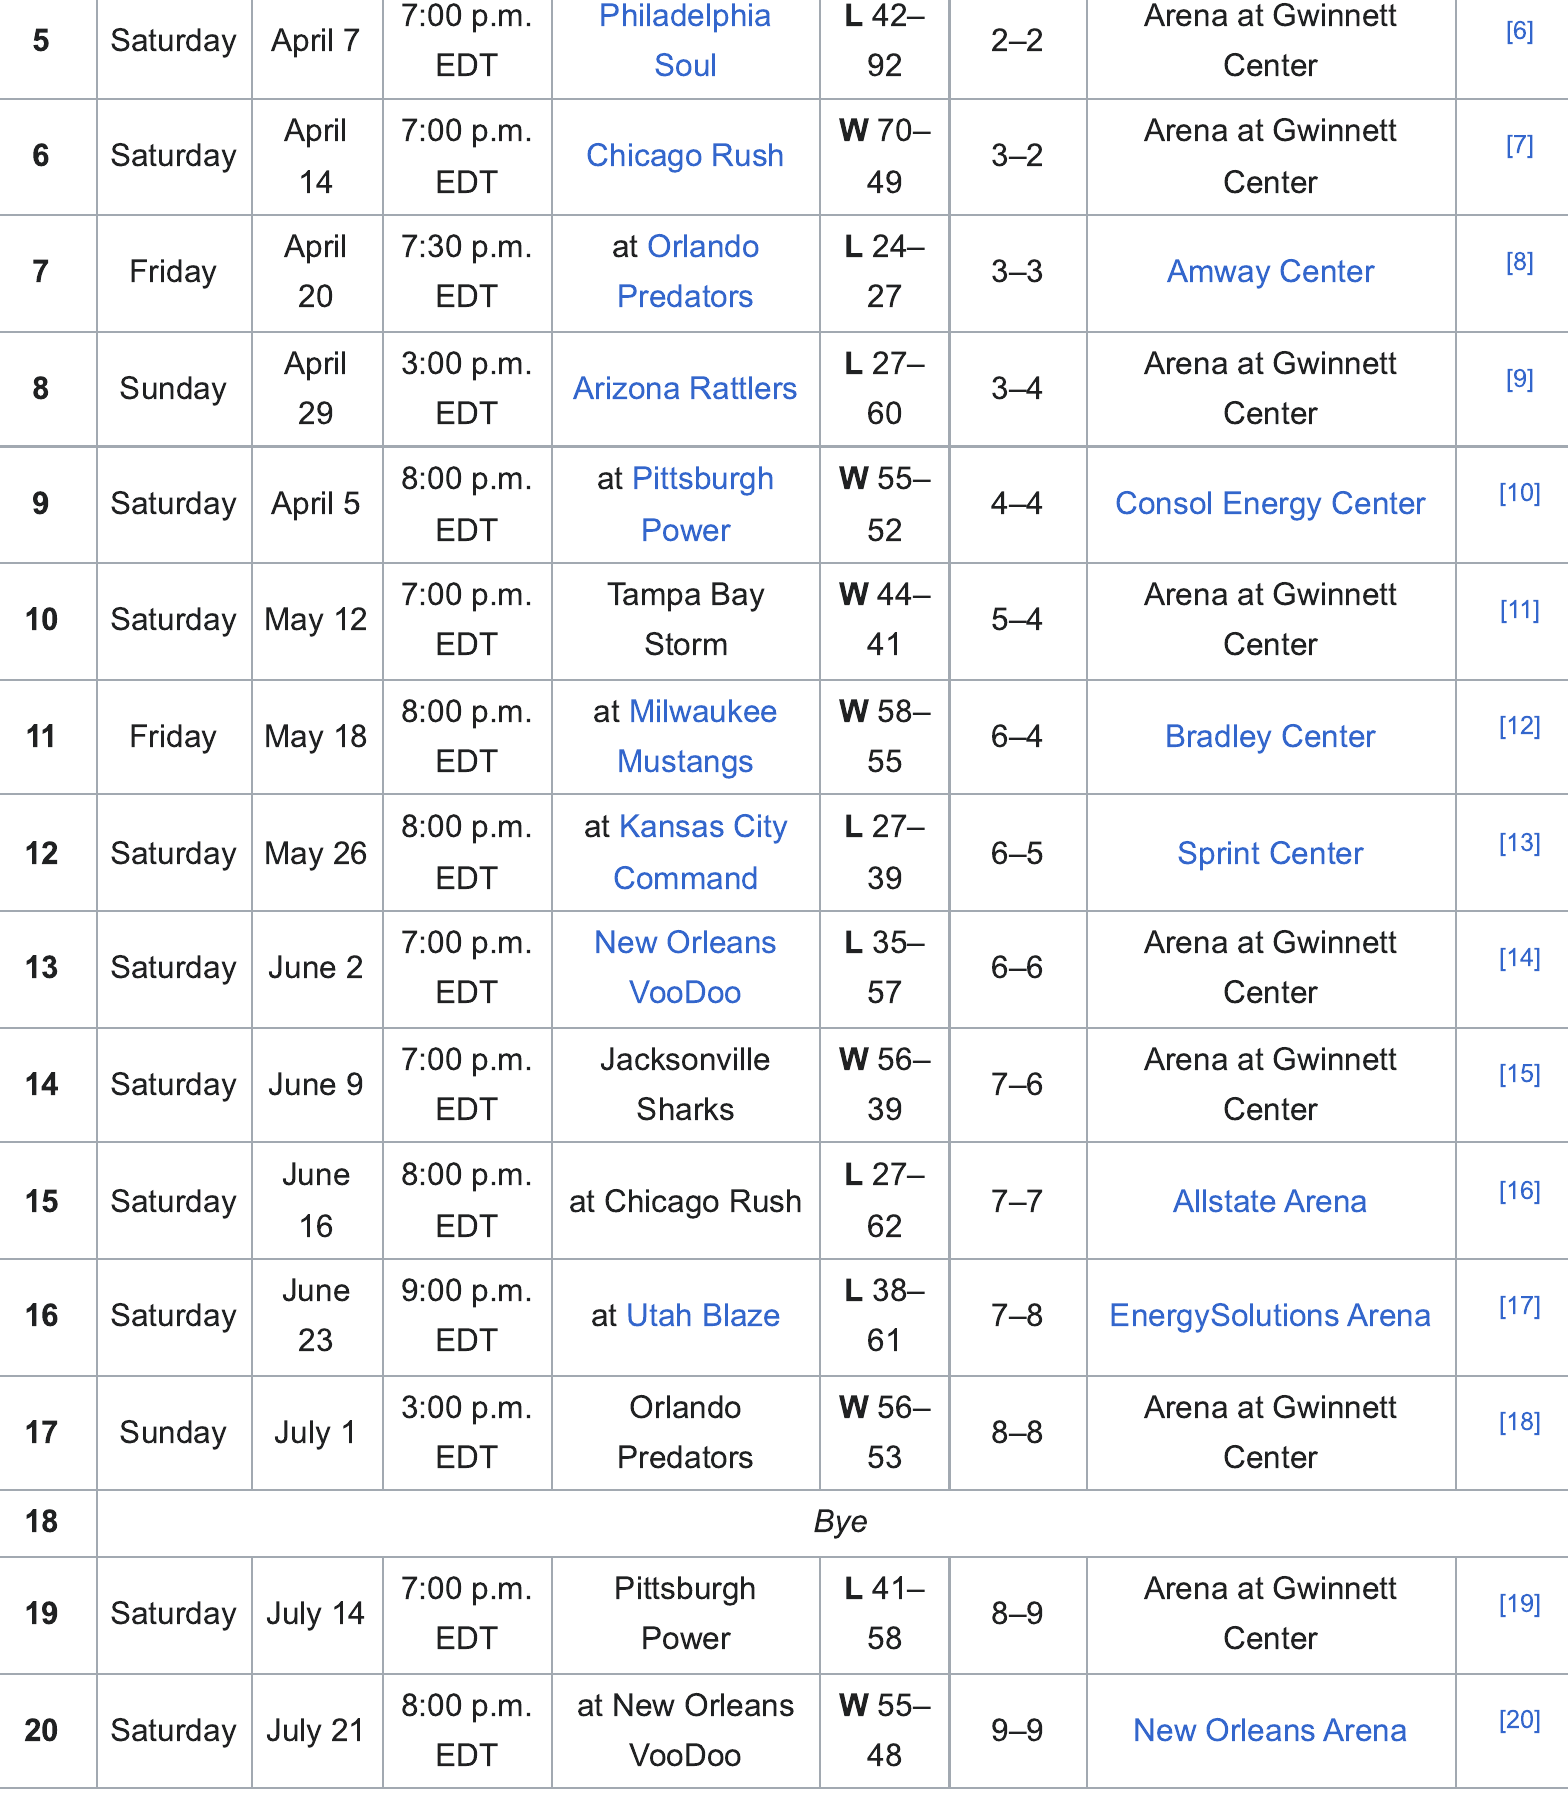 5 Saturday April 7 7:00 p.m. EDT Philadelphia Soul L 42–92 2–2 Arena at Gwinnett Center [6]
6 Saturday April 14 7:00 p.m. EDT Chicago Rush W 70–49 3–2 Arena at Gwinnett Center [7]
7 Friday April 20 7:30 p.m. EDT at Orlando Predators L 24–27 3–3 Amway Center [8]
8 Sunday April 29 3:00 p.m. EDT Arizona Rattlers L 27–60 3–4 Arena at Gwinnett Center [9]
9 Saturday April 5 8:00 p.m. EDT at Pittsburgh Power W 55–52 4–4 Consol Energy Center [10]
10 Saturday May 12 7:00 p.m. EDT Tampa Bay Storm W 44–41 5–4 Arena at Gwinnett Center [11]
11 Friday May 18 8:00 p.m. EDT at Milwaukee Mustangs W 58–55 6–4 Bradley Center [12]
12 Saturday May 26 8:00 p.m. EDT at Kansas City Command L 27–39 6–5 Sprint Center [13]
13 Saturday June 2 7:00 p.m. EDT New Orleans VooDoo L 35–57 6–6 Arena at Gwinnett Center [14]
14 Saturday June 9 7:00 p.m. EDT Jacksonville Sharks W 56–39 7–6 Arena at Gwinnett Center [15]
15 Saturday June 16 8:00 p.m. EDT at Chicago Rush L 27–62 7–7 Allstate Arena [16]
16 Saturday June 23 9:00 p.m. EDT at Utah Blaze L 38–61 7–8 EnergySolutions Arena [17]
17 Sunday July 1 3:00 p.m. EDT Orlando Predators W 56–53 8–8 Arena at Gwinnett Center [18]
18 Bye
19 Saturday July 14 7:00 p.m. EDT Pittsburgh Power L 41–58 8–9 Arena at Gwinnett Center [19]
20 Saturday July 21 8:00 p.m. EDT at New Orleans VooDoo W 55–48 9–9 New Orleans Arena [20]